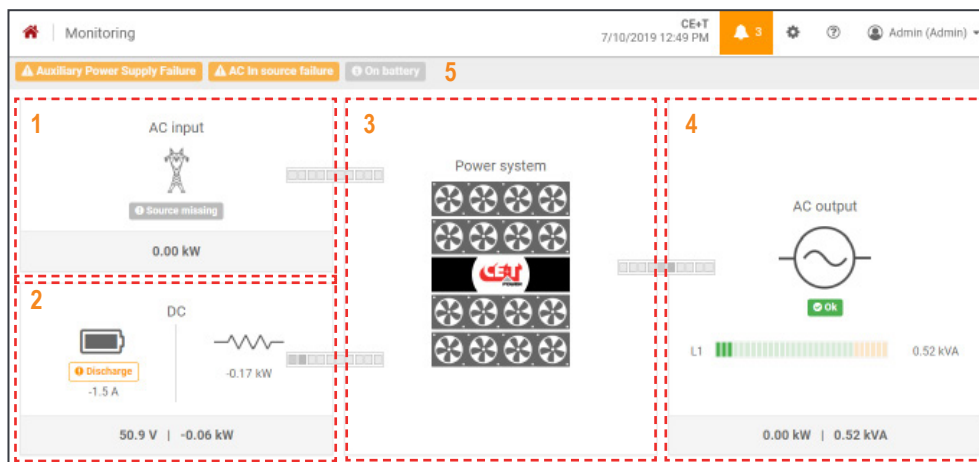 Monitoring
CE+T
7/10/2019 12:49 PM
3
Admin (Admin)
Auxiliary Power Supply Failure
AC In source failure
On battery
5
1
AC input
Source missing
0.00 kW
2
DC
Discharge
-1.5 A
-0.17 kW
50.9 V | -0.06 kW
3
Power system
CE+T
POWER
4
AC output
Ok
L1
0.52 kVA
0.00 kW | 0.52 kVA